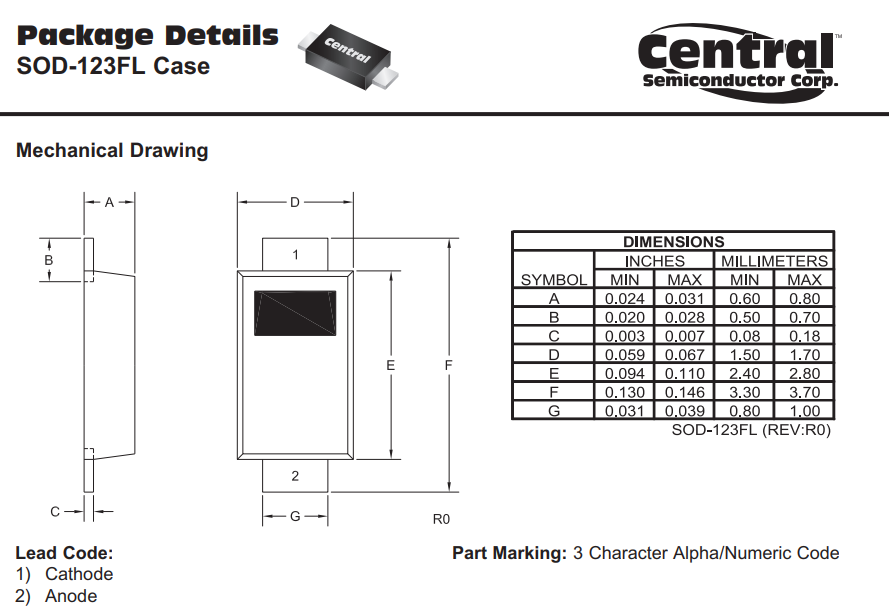 Package Details
SOD-123FL Case
Central
Central™
Semiconductor Corp.
Mechanical Drawing
A
B
C
D
1
E
F
2
G
R0
DIMENSIONS
INCHES MILLIMETERS
SYMBOL MIN MAX MIN MAX
A 0.024 0.031 0.60 0.80
B 0.020 0.028 0.50 0.70
C 0.003 0.007 0.08 0.18
D 0.059 0.067 1.50 1.70
E 0.094 0.110 2.40 2.80
F 0.130 0.146 3.30 3.70
G 0.031 0.039 0.80 1.00
SOD-123FL (REV:R0)
Lead Code:
1) Cathode
2) Anode
Part Marking: 3 Character Alpha/Numeric Code